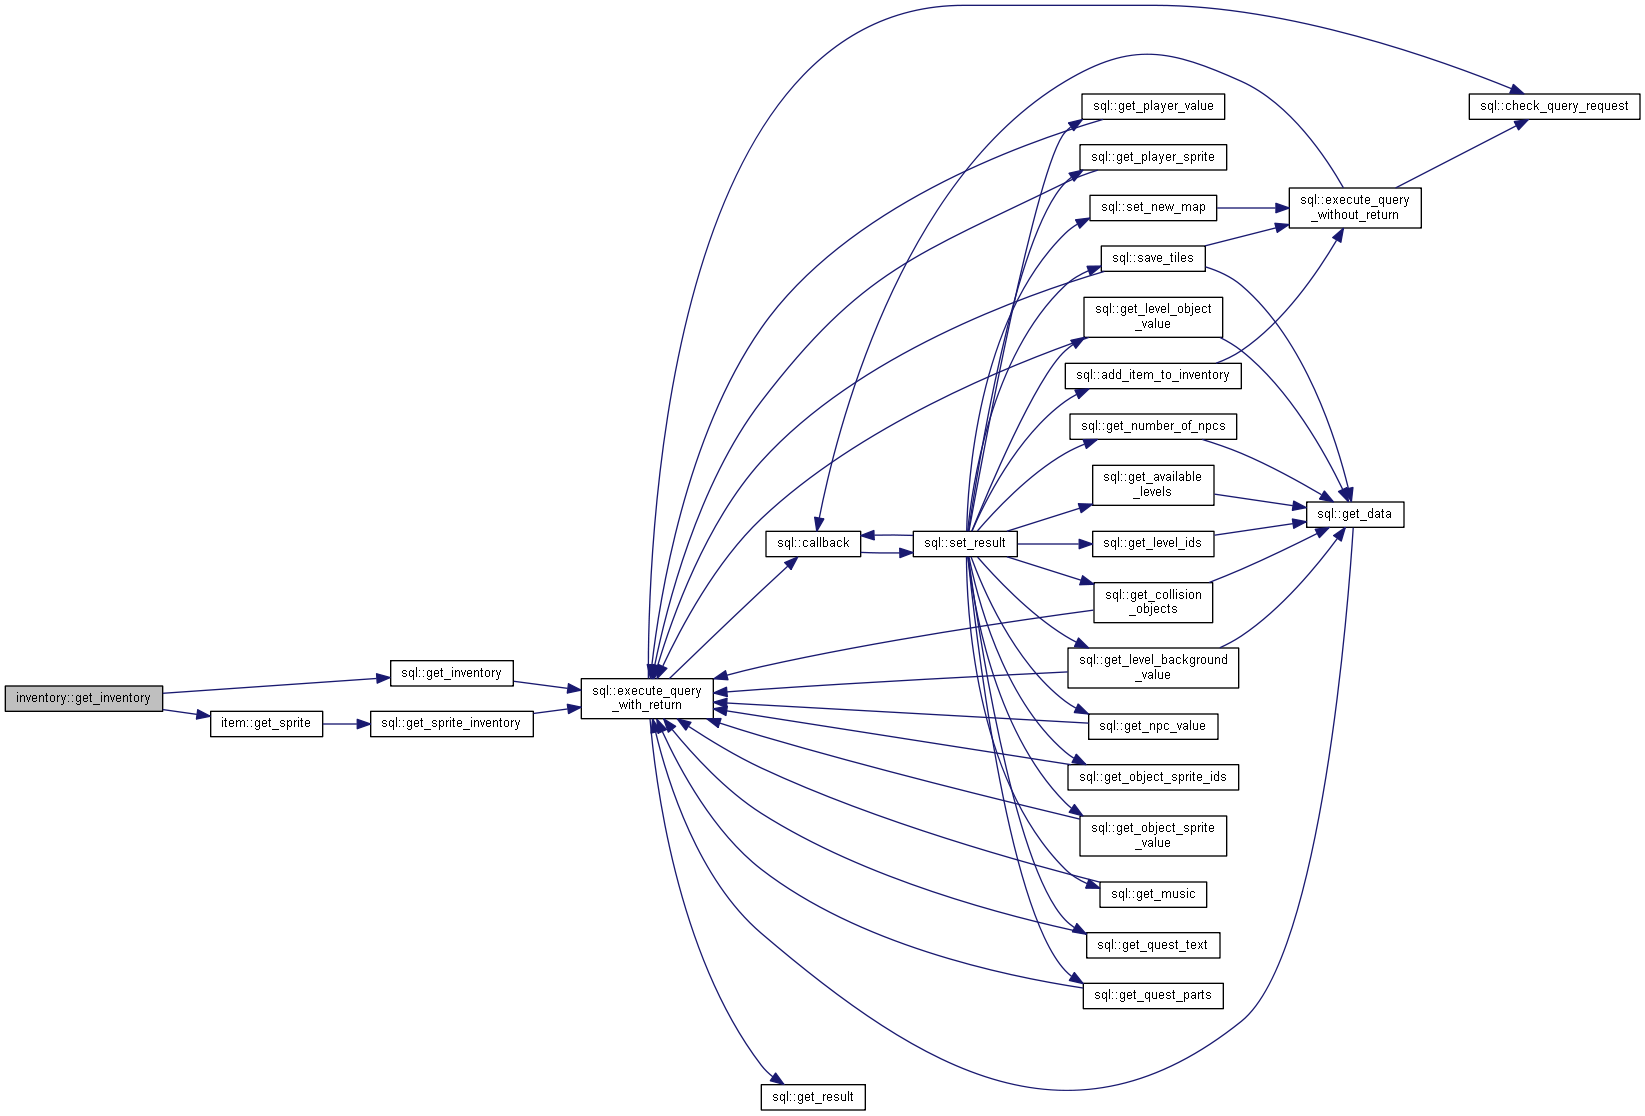 inventory::get_inventory
sql::get_inventory
item::get_sprite
sql::get_sprite_inventory
sql::execute_query
_with_return
sql::callback
sql::get_result
sql::set_result
sql::get_player_value
sql::get_player_sprite
sql::set_new_map
sql::save_tiles
sql::get_level_object
_value
sql::add_item_to_inventory
sql::get_number_of_npcs
sql::get_available
_levels
sql::get_level_ids
sql::get_collision
_objects
sql::get_level_background
_value
sql::get_npc_value
sql::get_object_sprite_ids
sql::get_object_sprite
_value
sql::get_music
sql::get_quest_text
sql::get_quest_parts
sql::execute_query
_without_return
sql::get_data
sql::check_query_request